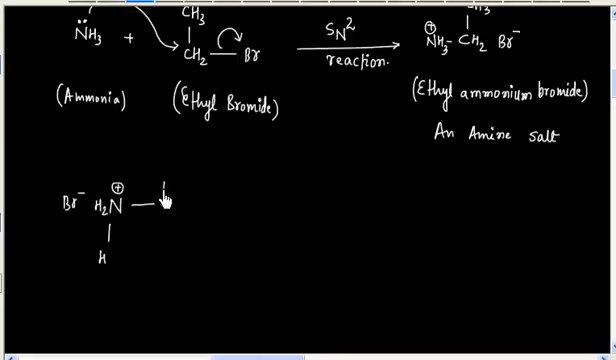 CH3 CH3
N̈H3 + CH2 — Br SN2 reaction. ⊕NH3 – CH2 Br⁻
(Ammonia) (Ethyl Bromide) (Ethyl ammonium bromide)
An Amine Salt
Br⁻ H2N⊕ —
H